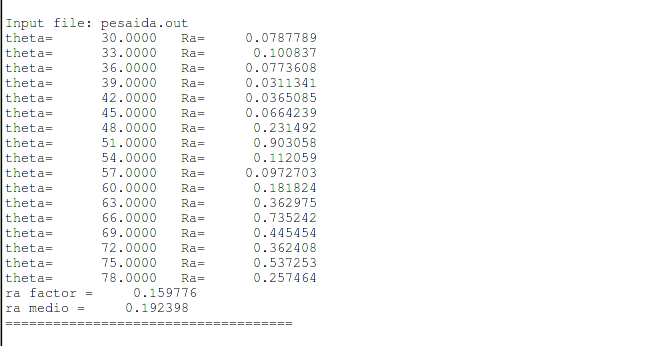 Input file: pesaida.out
theta= 30.0000 Ra= 0.0787789
theta= 33.0000 Ra= 0.100837
theta= 36.0000 Ra= 0.0773608
theta= 39.0000 Ra= 0.0311341
theta= 42.0000 Ra= 0.0365085
theta= 45.0000 Ra= 0.0664239
theta= 48.0000 Ra= 0.231492
theta= 51.0000 Ra= 0.903058
theta= 54.0000 Ra= 0.112059
theta= 57.0000 Ra= 0.0972703
theta= 60.0000 Ra= 0.181824
theta= 63.0000 Ra= 0.362975
theta= 66.0000 Ra= 0.735242
theta= 69.0000 Ra= 0.445454
theta= 72.0000 Ra= 0.362408
theta= 75.0000 Ra= 0.537253
theta= 78.0000 Ra= 0.257464
ra factor = 0.159776
ra medio = 0.192398
====================================